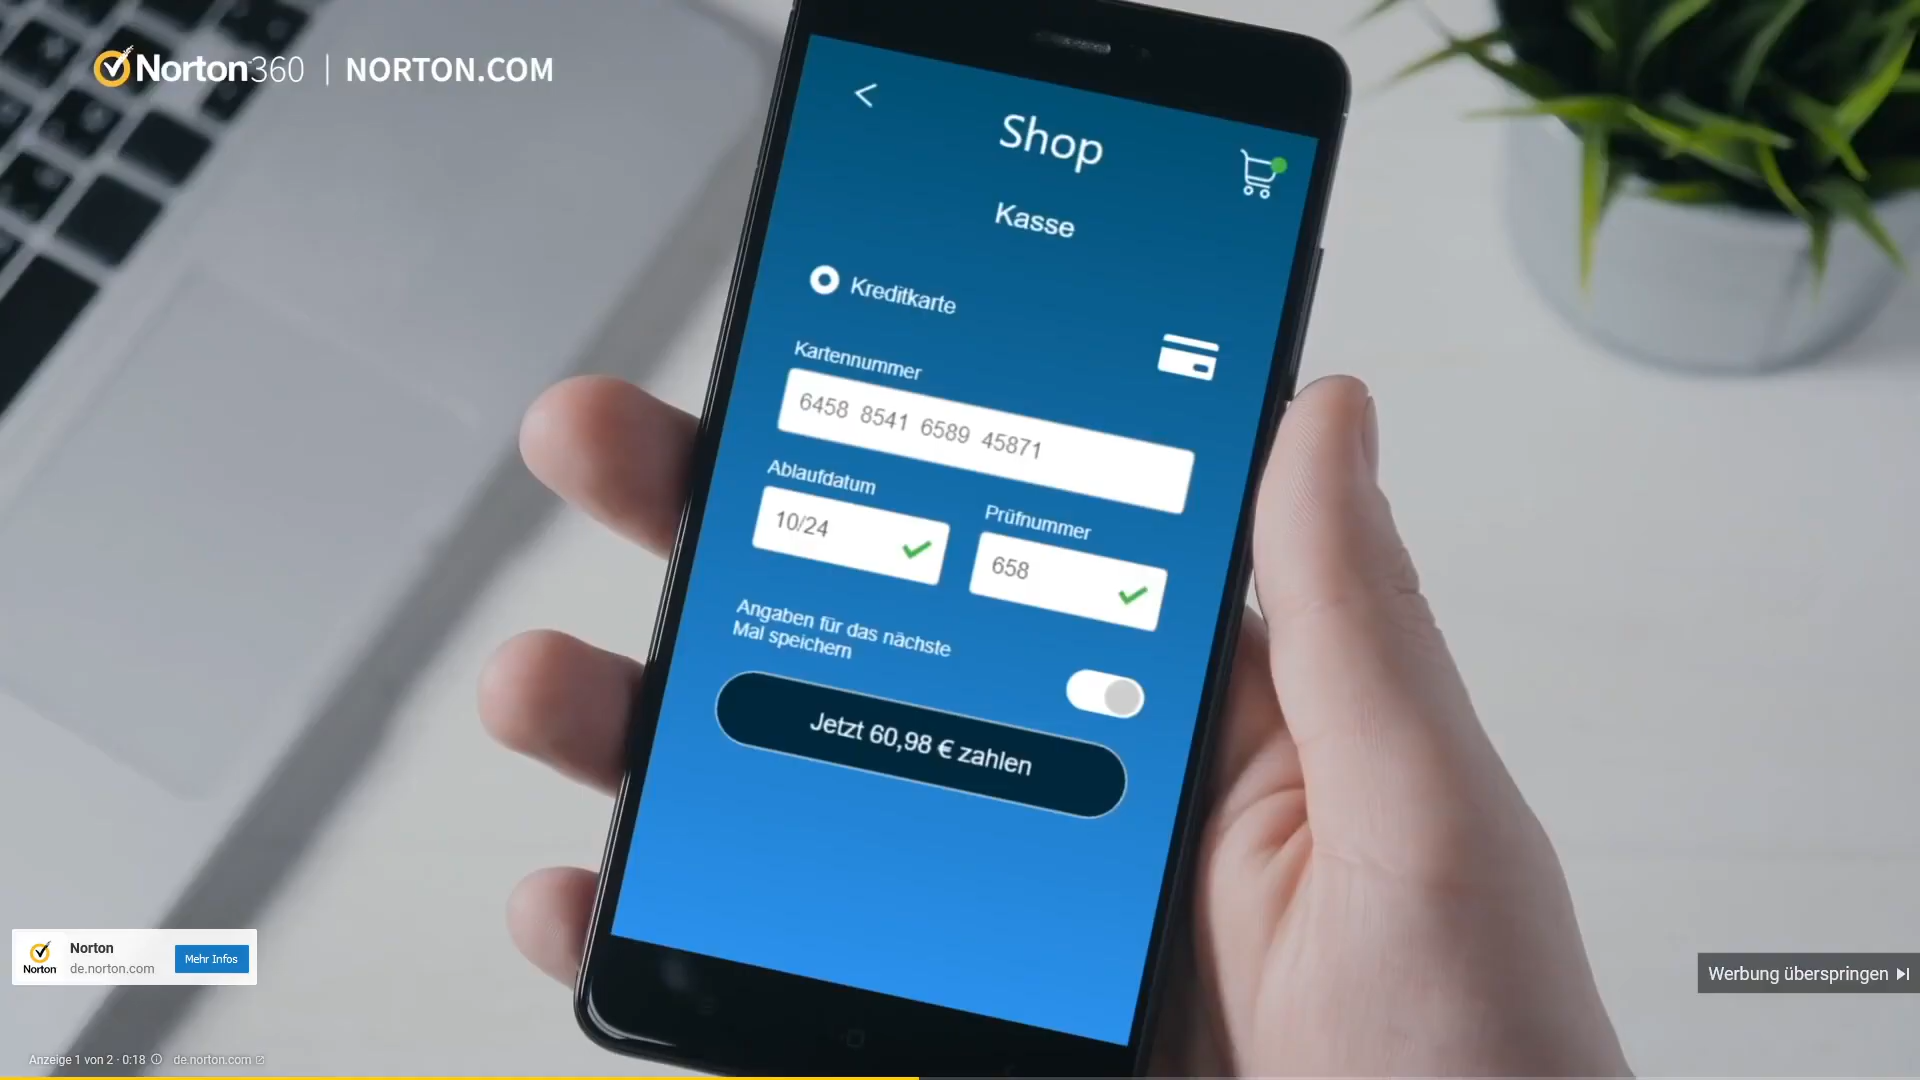 Norton360 | NORTON.COM
Shop
Kasse
Kreditkarte
Kartennummer
6458 8541 6589 45871
Ablaufdatum
Prüfnummer
10/24
658
Angaben für das nächste
Mal speichern
Jetzt 60,98 € zahlen
Norton
Norton
de.norton.com
Mehr Infos
Werbung überspringen
Anzeige 1 von 2 · 0:18
de.norton.com